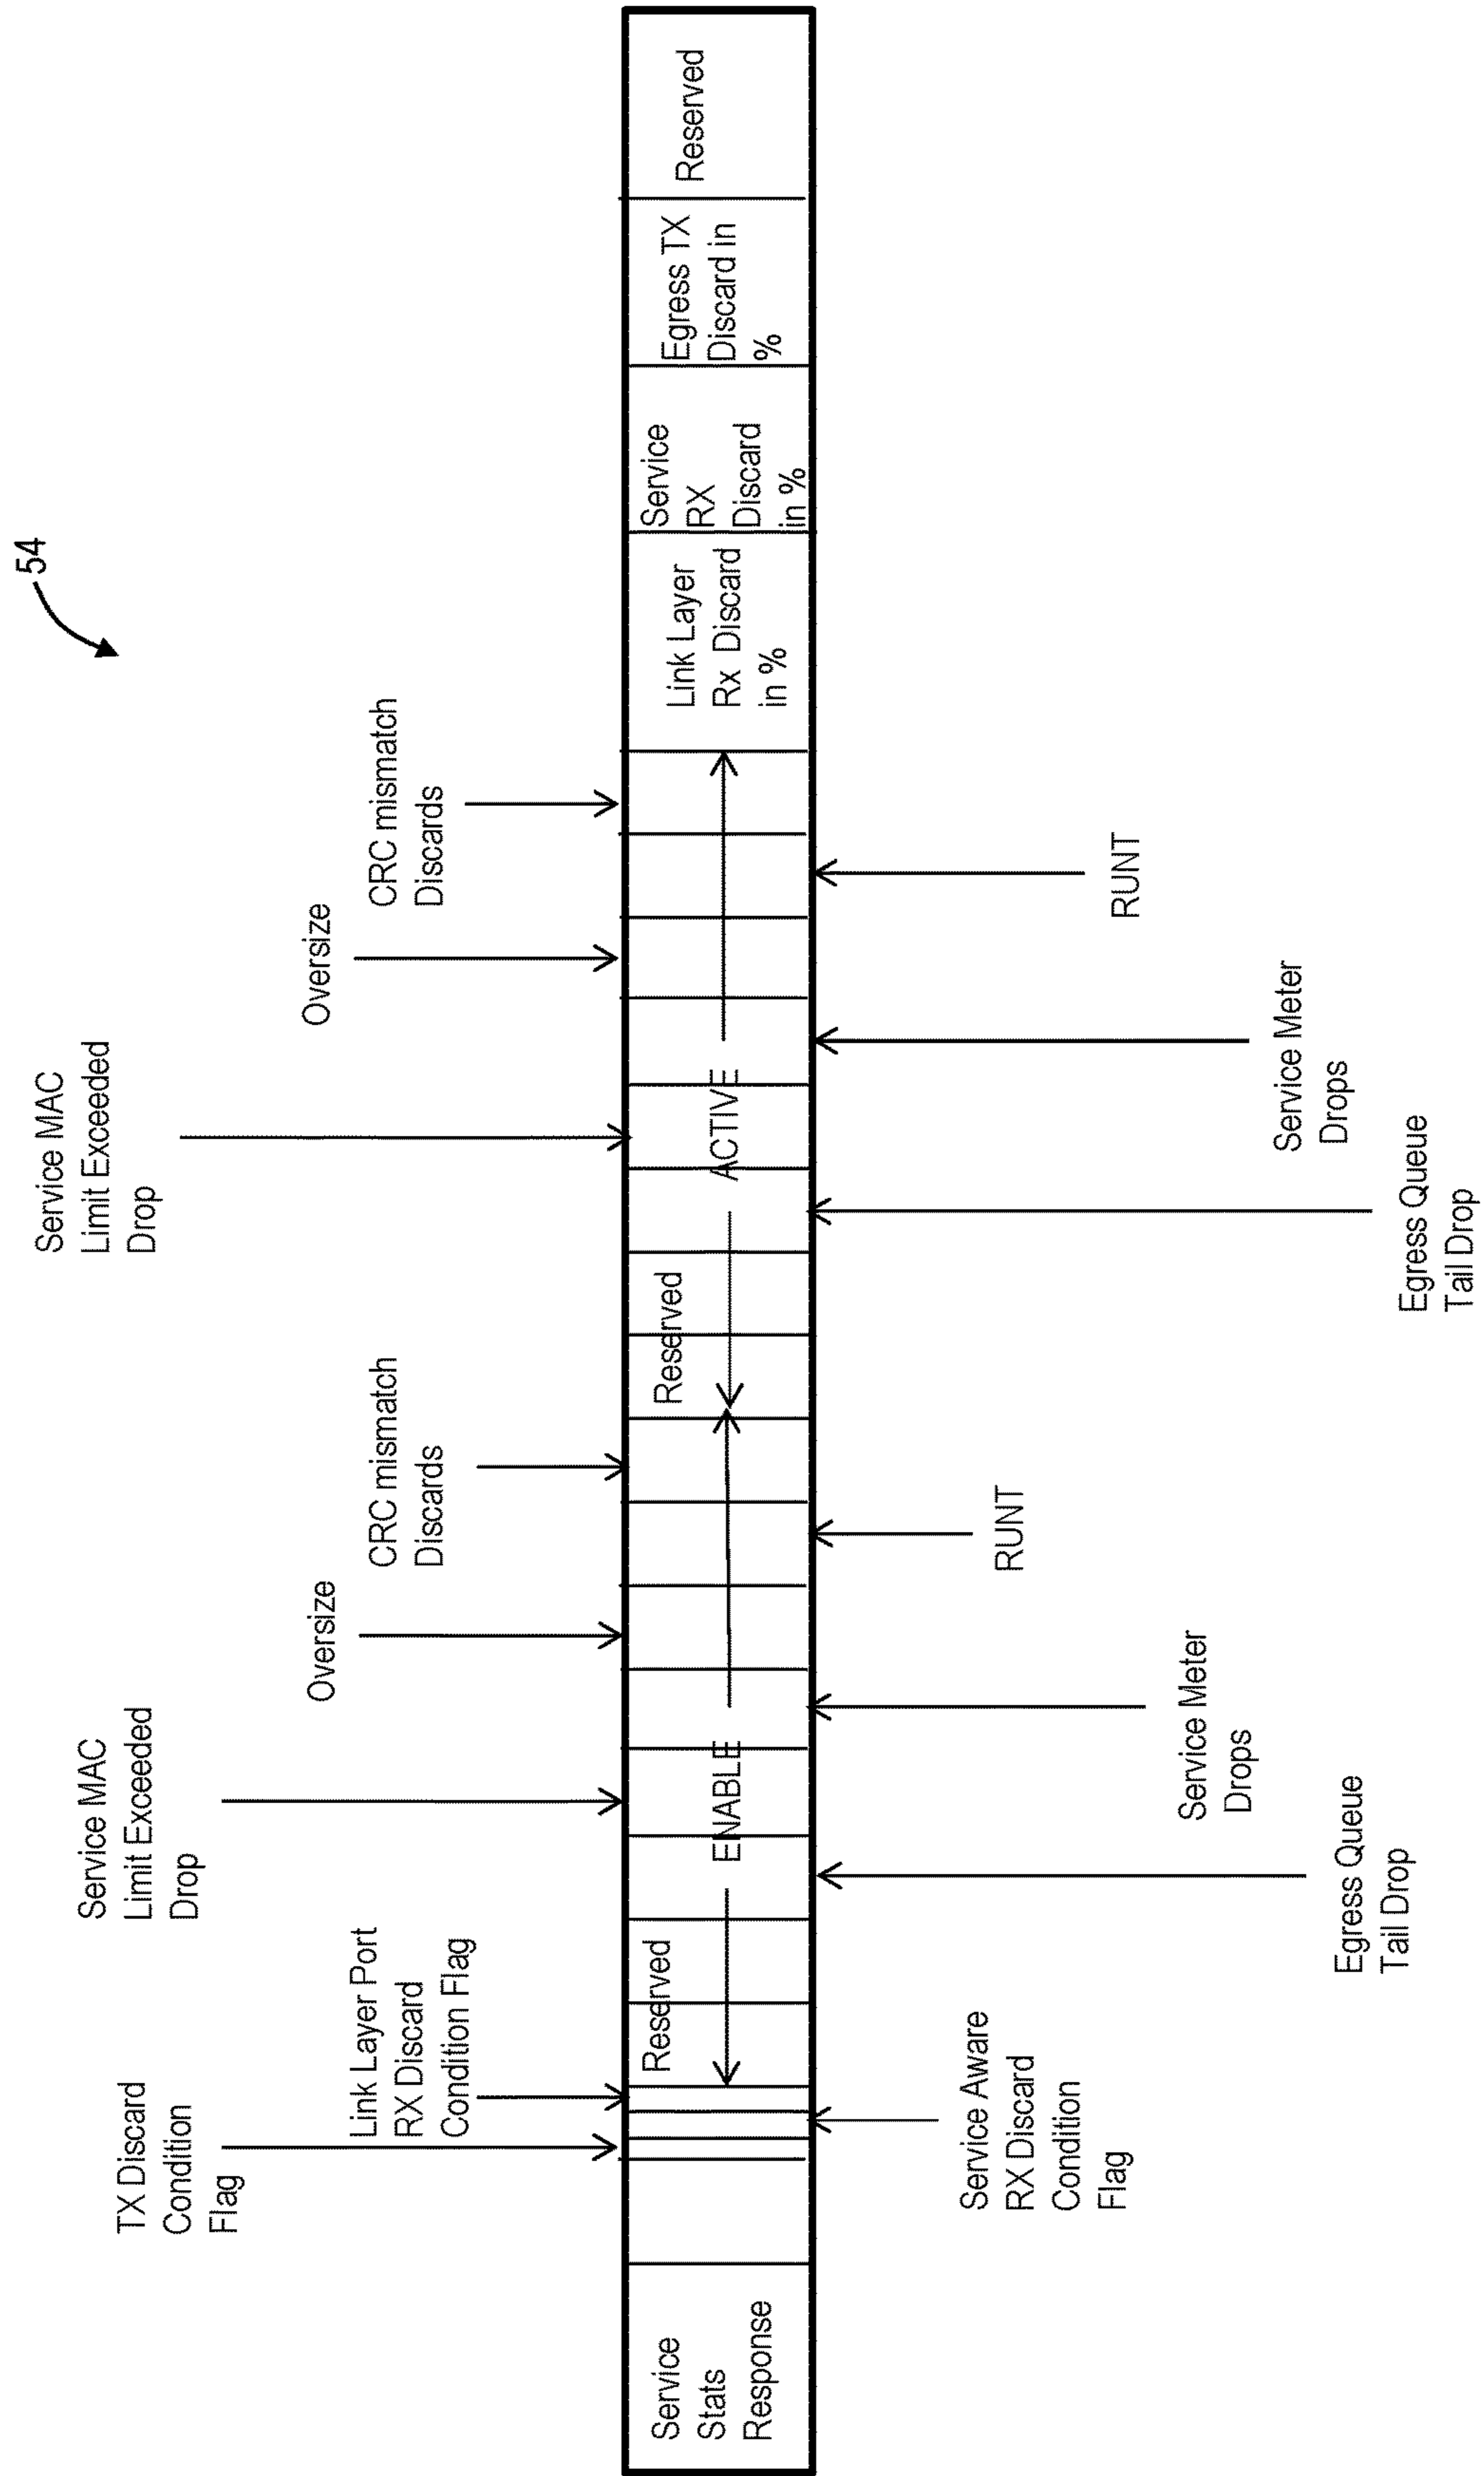 54
TX Discard
Condition
Flag
Link Layer Port
RX Discard
Condition Flag
Service MAC
Limit Exceeded
Drop
Oversize
CRC mismatch
Discards
Service MAC
Limit Exceeded
Drop
Oversize
CRC mismatch
Discards
Service
Stats
Response
Reserved
ENABLE
Reserved
ACTIVE
Link Layer
Rx Discard
in %
Service
RX
Discard
in %
Egress TX
Discard in
%
Reserved
Service Aware
RX Discard
Condition
Flag
Egress Queue
Tail Drop
Service Meter
Drops
RUNT
Egress Queue
Tail Drop
Service Meter
Drops
RUNT